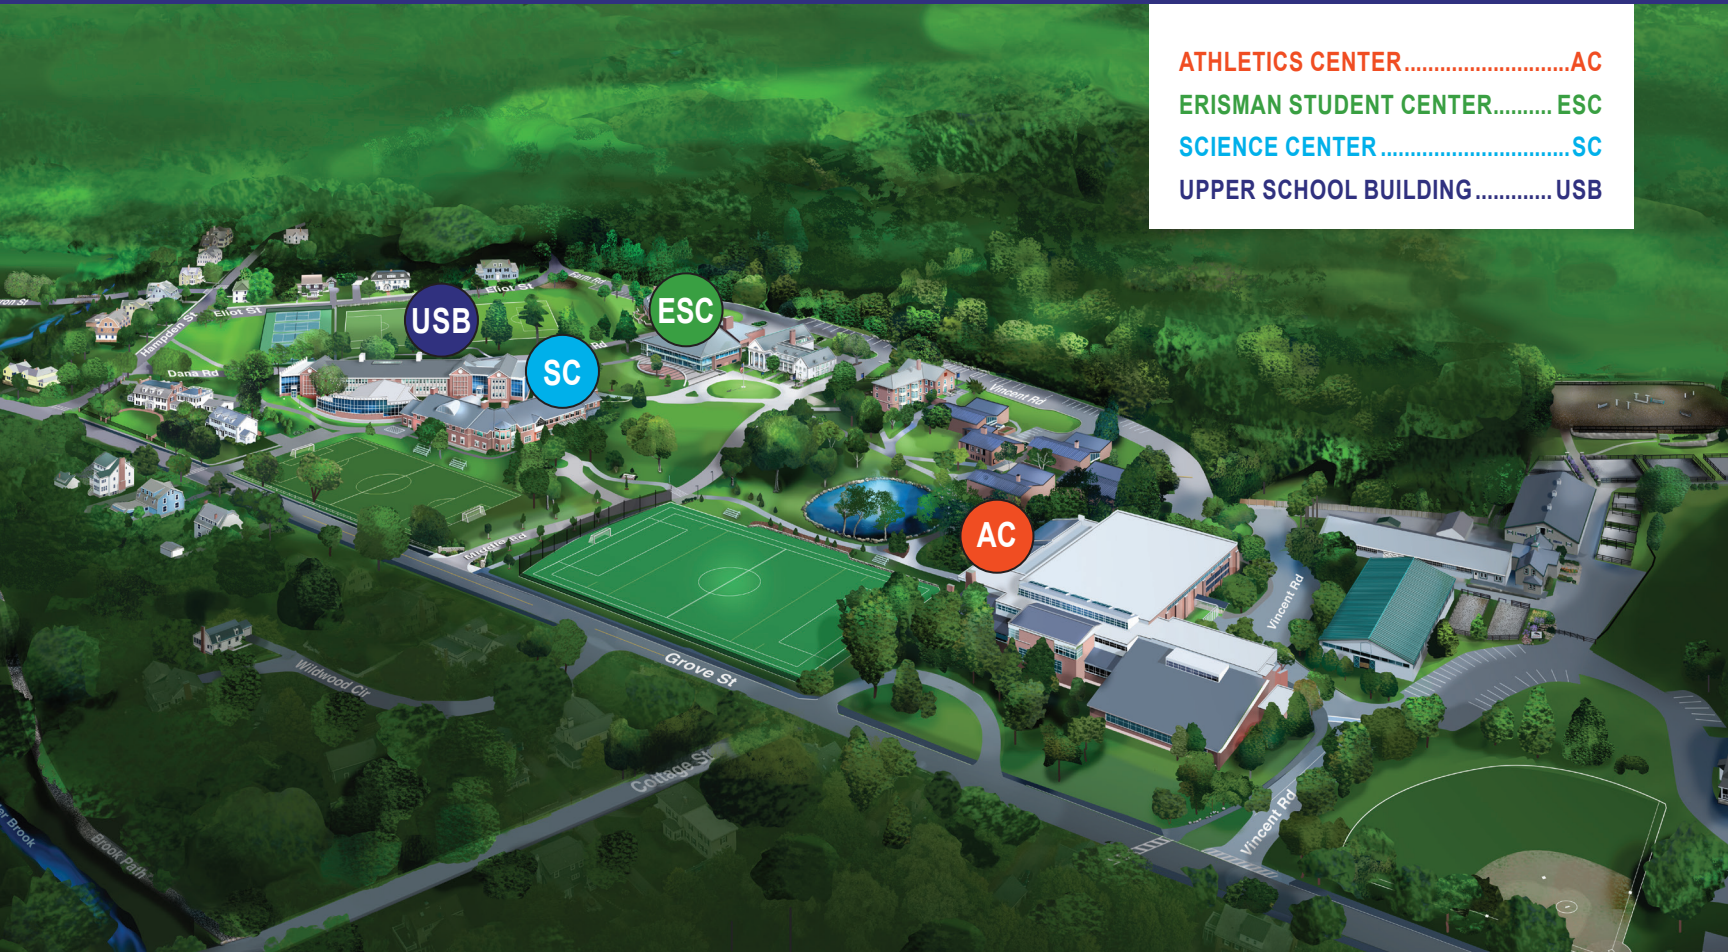 ATHLETICS CENTER............................AC
ERISMAN STUDENT CENTER.......... ESC
SCIENCE CENTER................................SC
UPPER SCHOOL BUILDING............. USB
Eliot St
Eliot St
Hampden St
Dana Rd
Rd
USB
ESC
SC
Vincent Rd
AC
Middle Rd
Vincent Rd
Grove St
Wildwood Cir
Cottage St
Vincent Rd
Brook Path
Brook